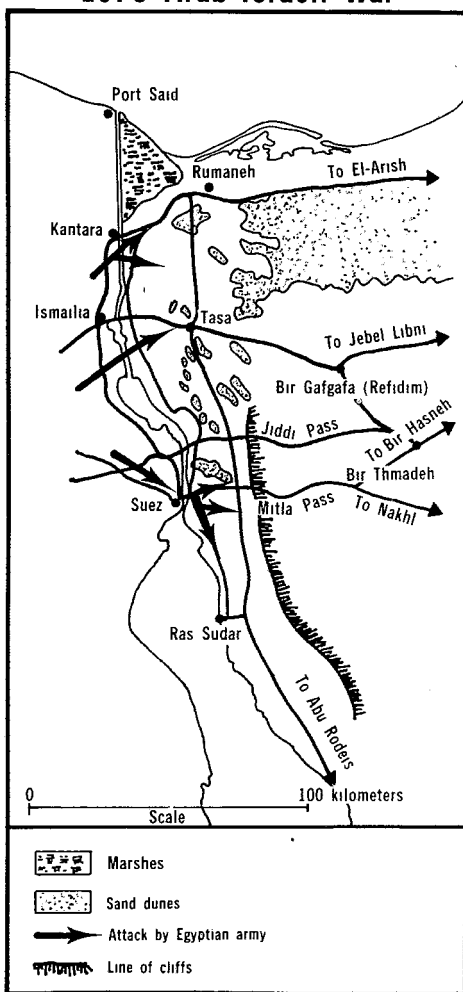 Port Said
Rumaneh
To El-Arish
Kantara
Ismailia
Tasa
To Jebel Libni
Bir Gafgafa (Refidim)
Jiddi Pass
To Bir Hasneh
Bir Thmadeh
Suez
Mitla Pass
To Nakhl
Ras Sudar
To Abu Rodeis
0
100 kilometers
Scale
Marshes
Sand dunes
Attack by Egyptian army
Line of cliffs